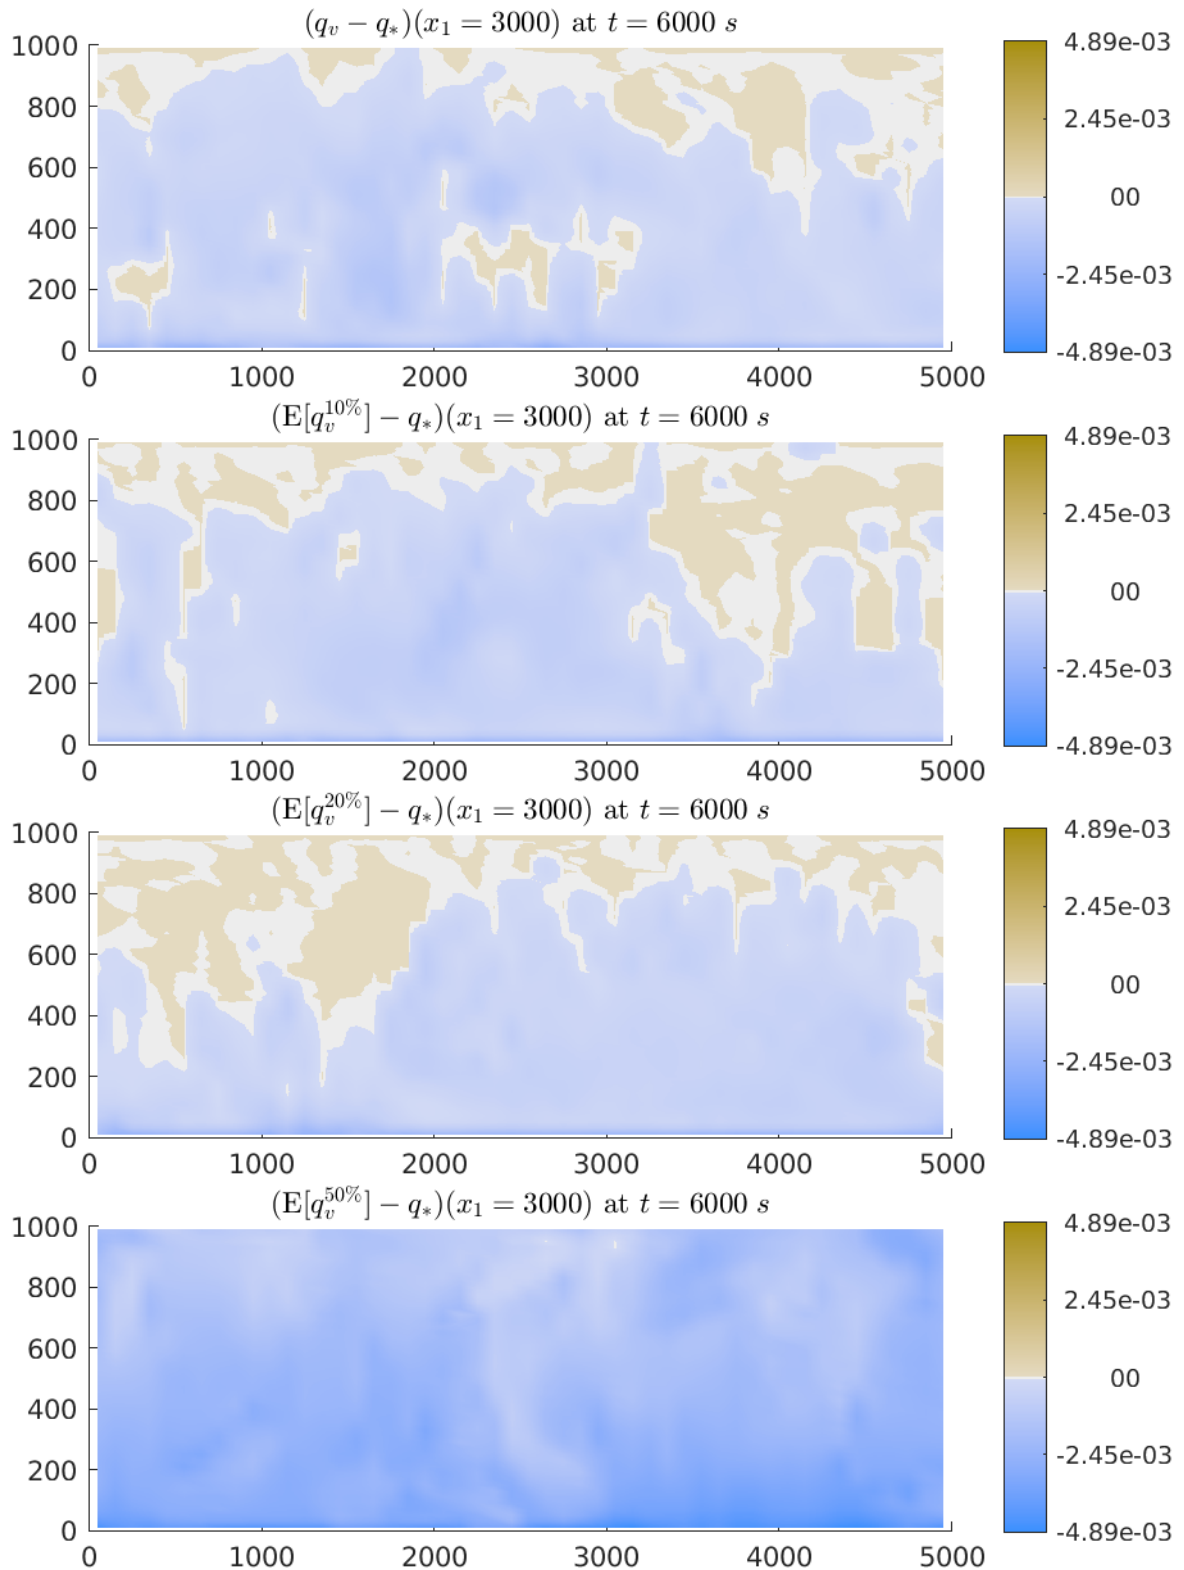 (q_v − q_*)(x_1 = 3000) at t = 6000 s
1000
800
600
400
200
0
0 1000 2000 3000 4000 5000
4.89e-03
2.45e-03
00
-2.45e-03
-4.89e-03
(E[q_v^{10%}] − q_*)(x_1 = 3000) at t = 6000 s
1000
800
600
400
200
0
0 1000 2000 3000 4000 5000
4.89e-03
2.45e-03
00
-2.45e-03
-4.89e-03
(E[q_v^{20%}] − q_*)(x_1 = 3000) at t = 6000 s
1000
800
600
400
200
0
0 1000 2000 3000 4000 5000
4.89e-03
2.45e-03
00
-2.45e-03
-4.89e-03
(E[q_v^{50%}] − q_*)(x_1 = 3000) at t = 6000 s
1000
800
600
400
200
0
0 1000 2000 3000 4000 5000
4.89e-03
2.45e-03
00
-2.45e-03
-4.89e-03